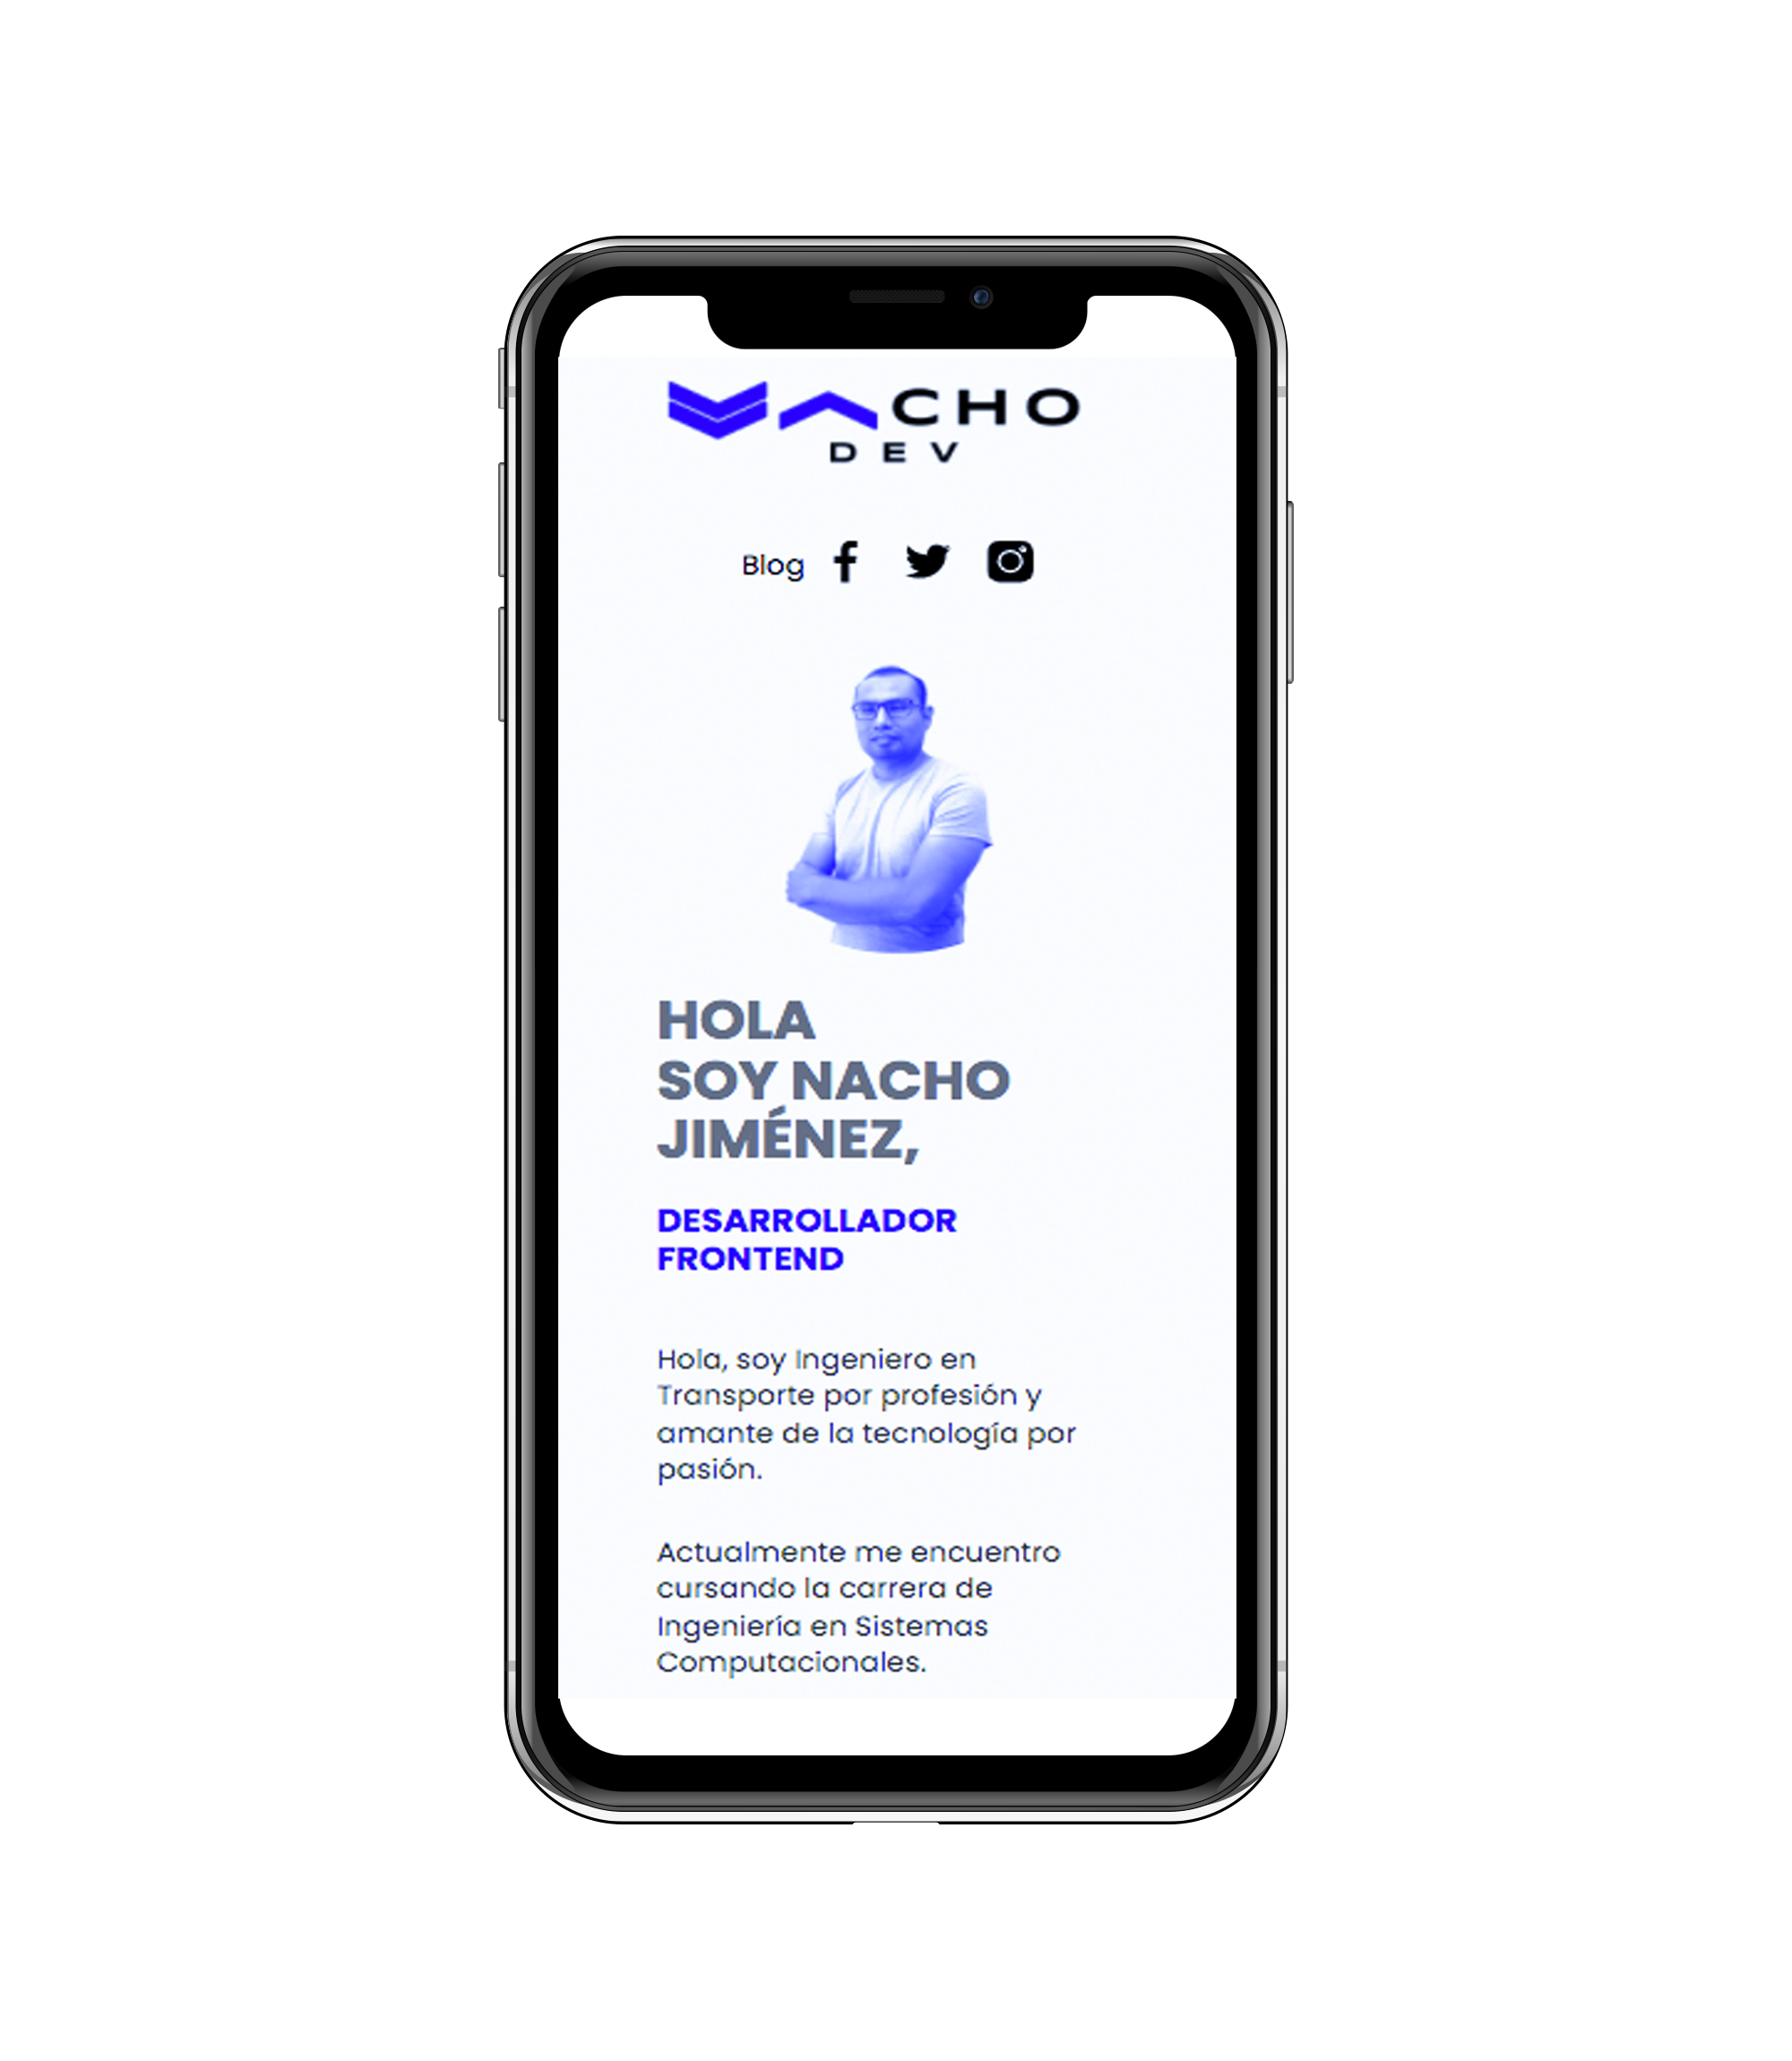 ACHO
DEV
Blog
HOLA
SOY NACHO
JIMÉNEZ,
DESARROLLADOR
FRONTEND
Hola, soy Ingeniero en
Transporte por profesión y
amante de la tecnología por
pasión.
Actualmente me encuentro
cursando la carrera de
Ingeniería en Sistemas
Computacionales.